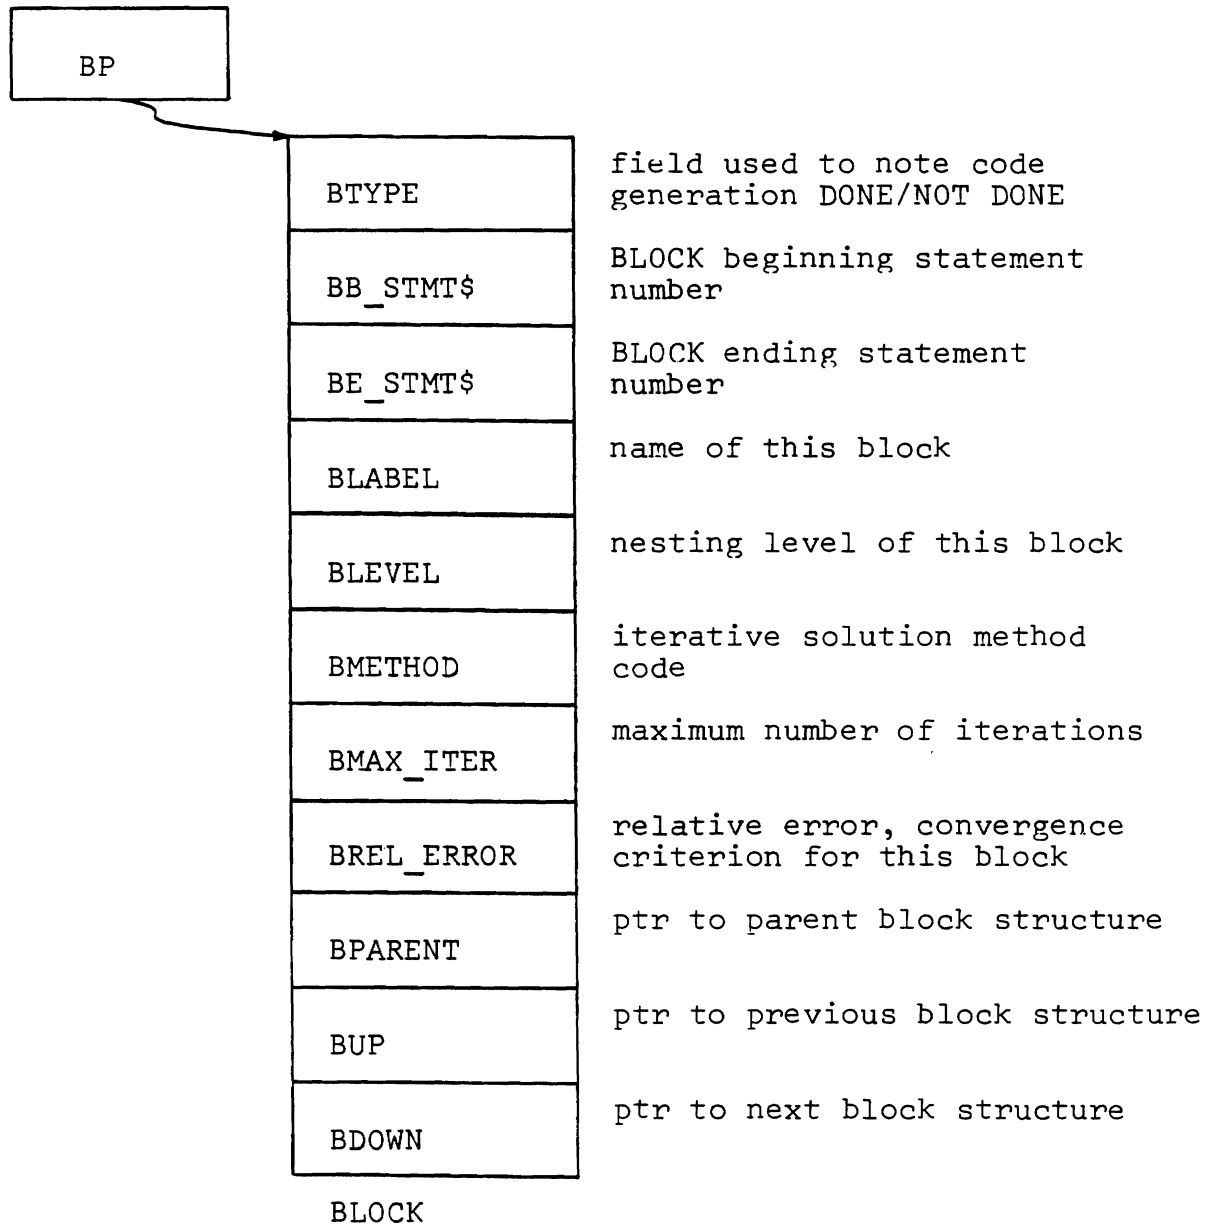 BP
BTYPE
field used to note code
generation DONE/NOT DONE
BB_STMT$
BLOCK beginning statement
number
BE_STMT$
BLOCK ending statement
number
BLABEL
name of this block
BLEVEL
nesting level of this block
BMETHOD
iterative solution method
code
BMAX_ITER
maximum number of iterations
BREL_ERROR
relative error, convergence
criterion for this block
BPARENT
ptr to parent block structure
BUP
ptr to previous block structure
BDOWN
ptr to next block structure
BLOCK